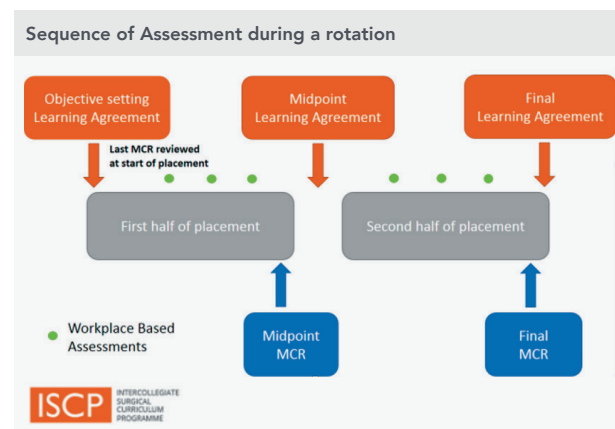 Sequence of Assessment during a rotation
Objective setting
Learning Agreement
Midpoint
Learning Agreement
Final
Learning Agreement
Last MCR reviewed
at start of placement
First half of placement
Second half of placement
Workplace Based
Assessments
Midpoint
MCR
Final
MCR
ISCP
INTERCOLLEGIATE
SURGICAL
CURRICULUM
PROGRAMME